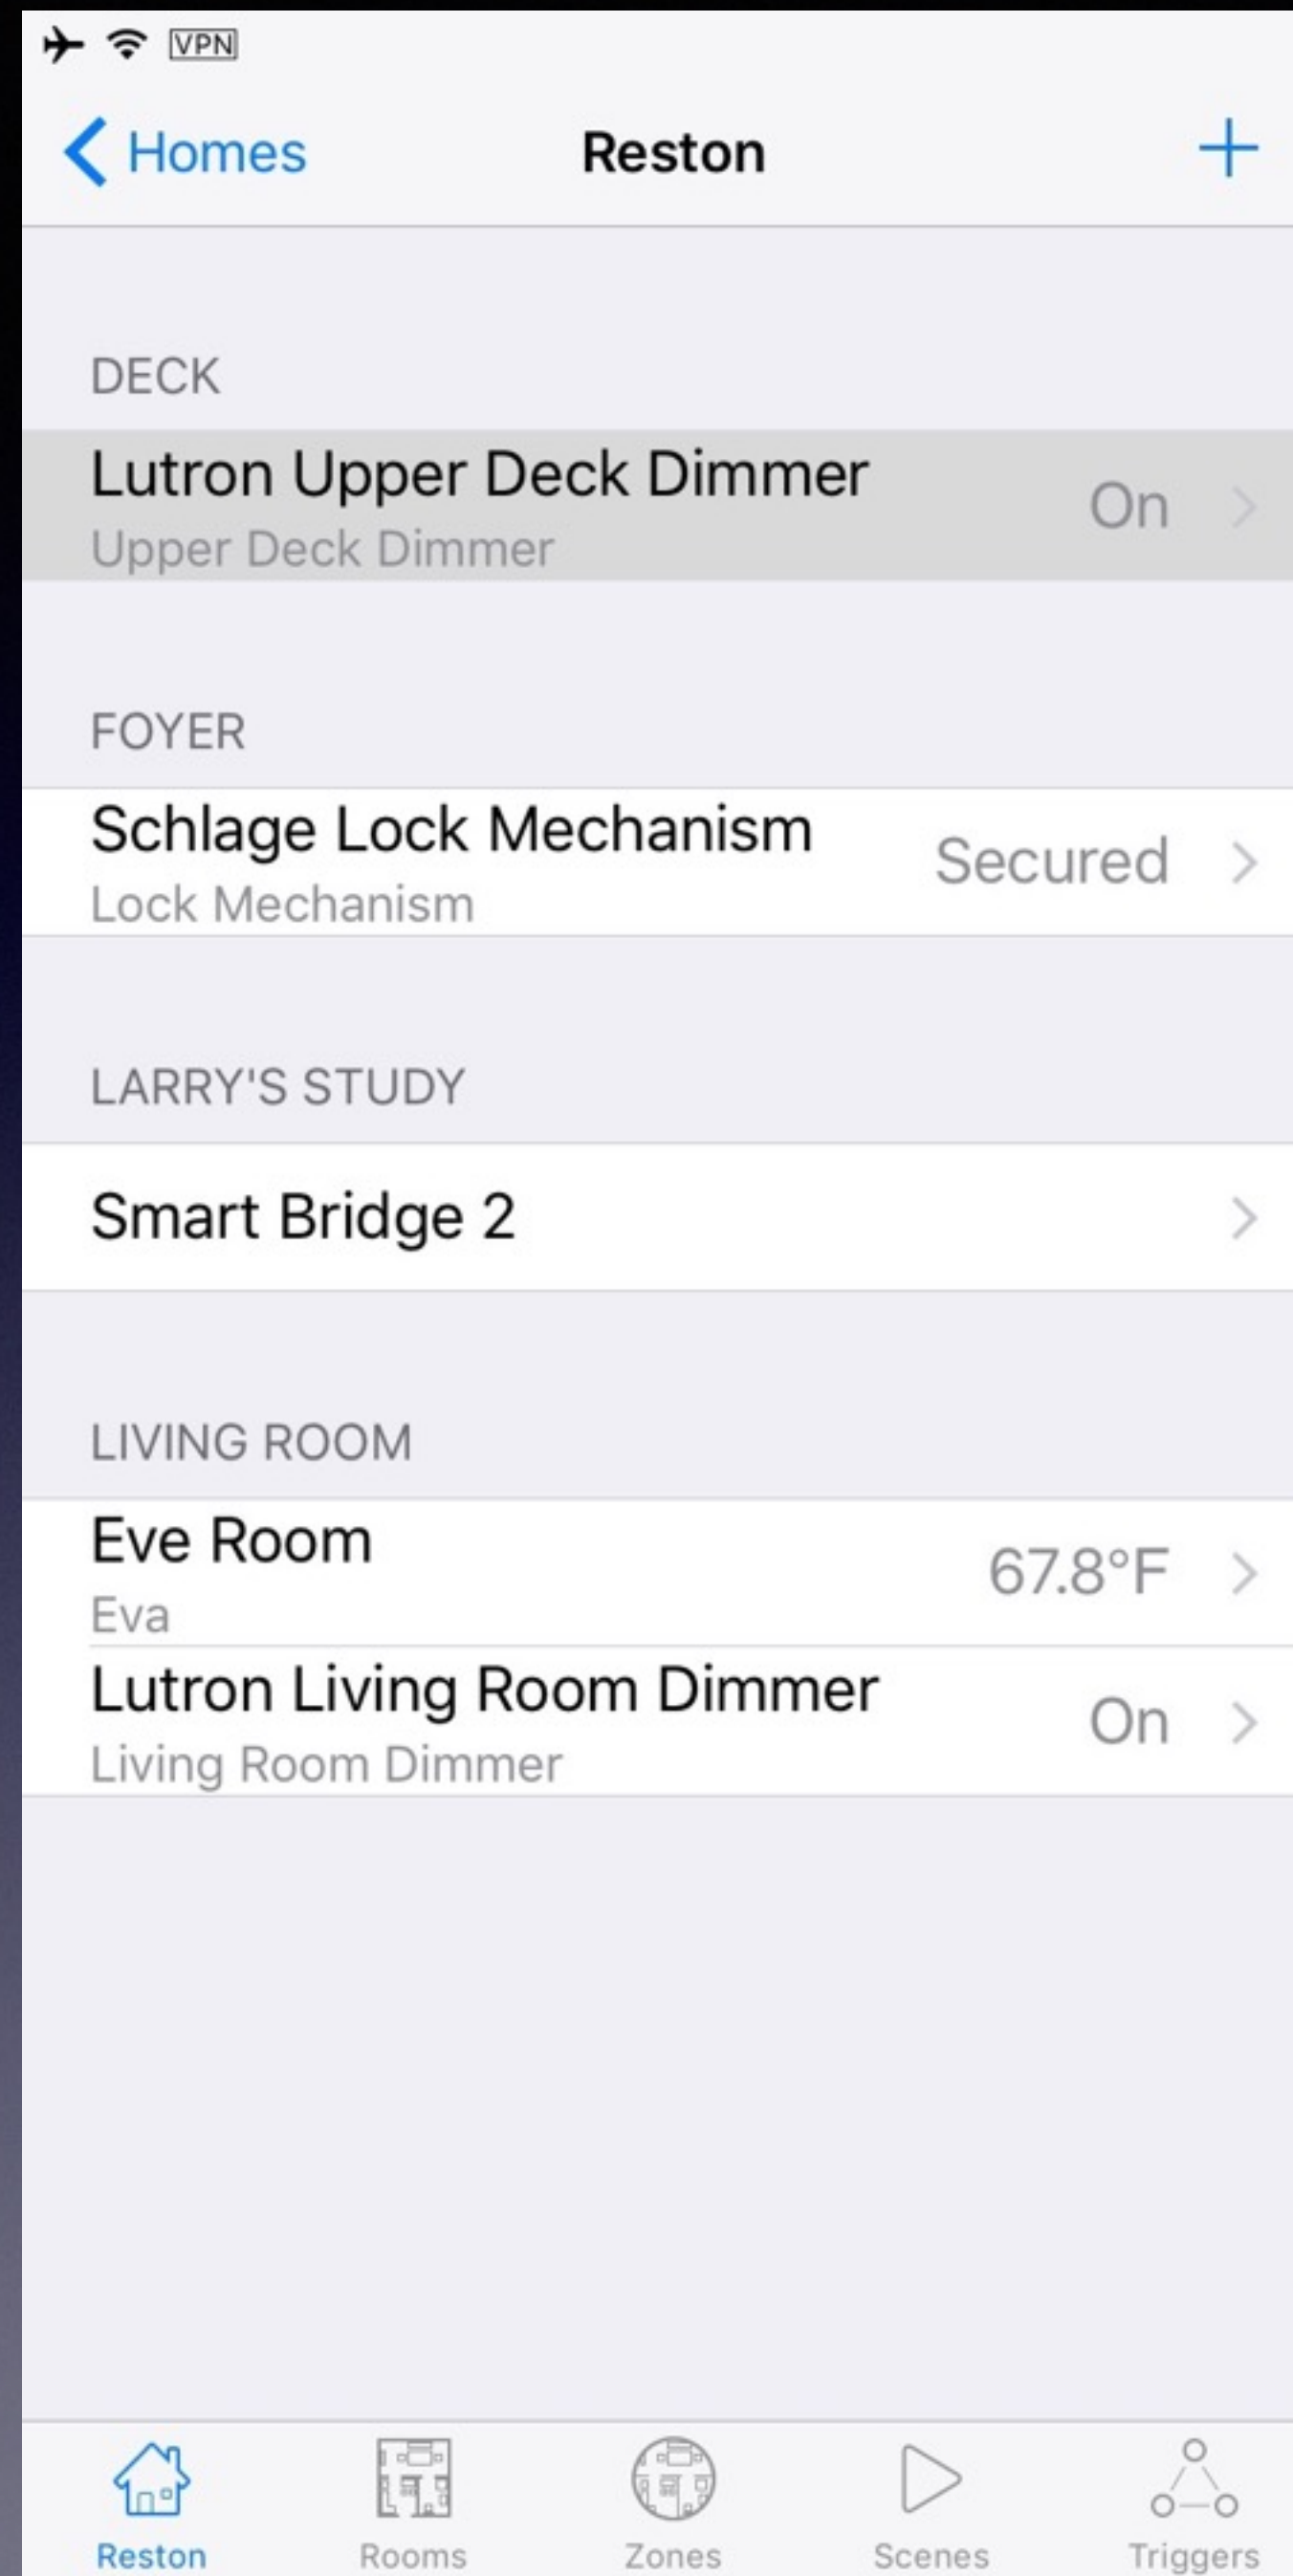 VPN
Homes Reston +
DECK
Lutron Upper Deck Dimmer
Upper Deck Dimmer
On
FOYER
Schlage Lock Mechanism
Lock Mechanism
Secured
LARRY'S STUDY
Smart Bridge 2
LIVING ROOM
Eve Room
Eva
67.8°F
Lutron Living Room Dimmer
Living Room Dimmer
On
Reston Rooms Zones Scenes Triggers